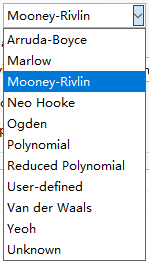 Mooney-Rivlin
Arruda-Boyce
Marlow
Mooney-Rivlin
Neo Hooke
Ogden
Polynomial
Reduced Polynomial
User-defined
Van der Waals
Yeoh
Unknown